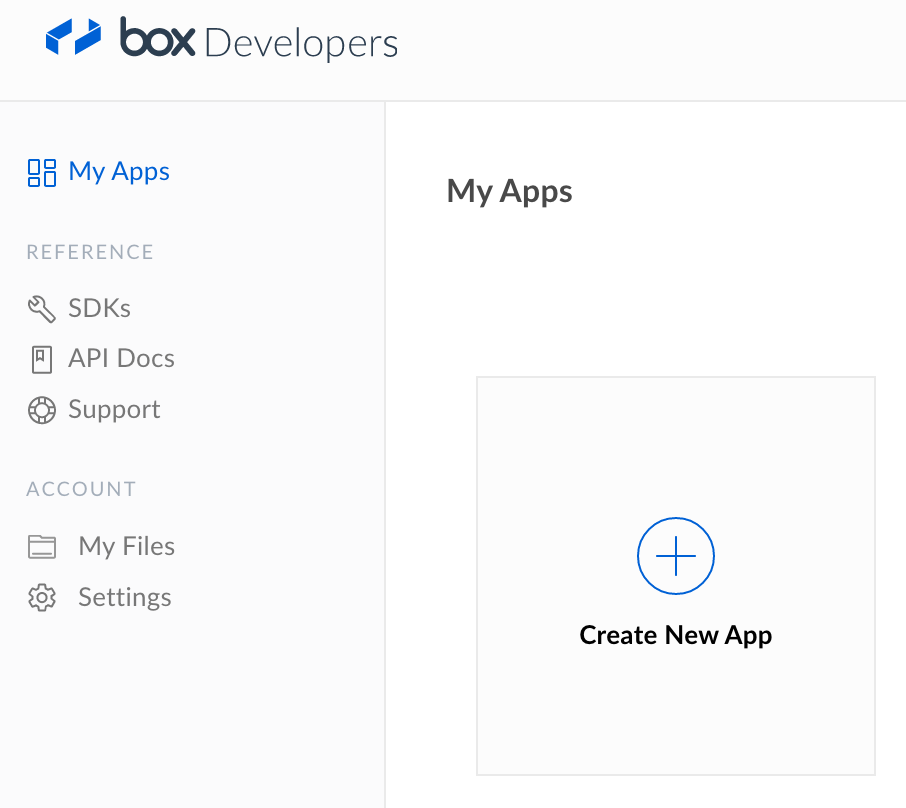 box Developers
My Apps
REFERENCE
SDKs
API Docs
Support
ACCOUNT
My Files
Settings
My Apps
Create New App